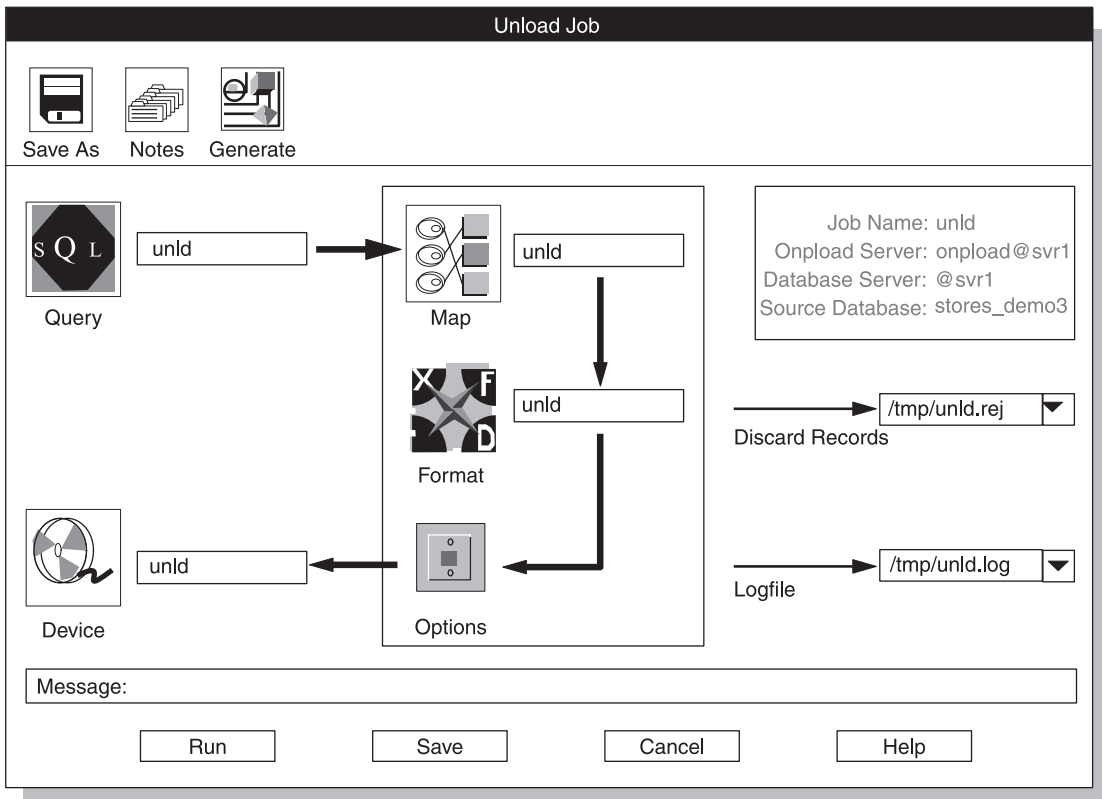 Unload Job
Save As
Notes
Generate
SQL
unld
Query
unld
Map
Job Name: unld
Onpload Server: onpload@svr1
Database Server: @svr1
Source Database: stores_demo3
X F
D
unld
Format
/tmp/unld.rej
Discard Records
unld
Device
Options
/tmp/unld.log
Logfile
Message:
Run
Save
Cancel
Help